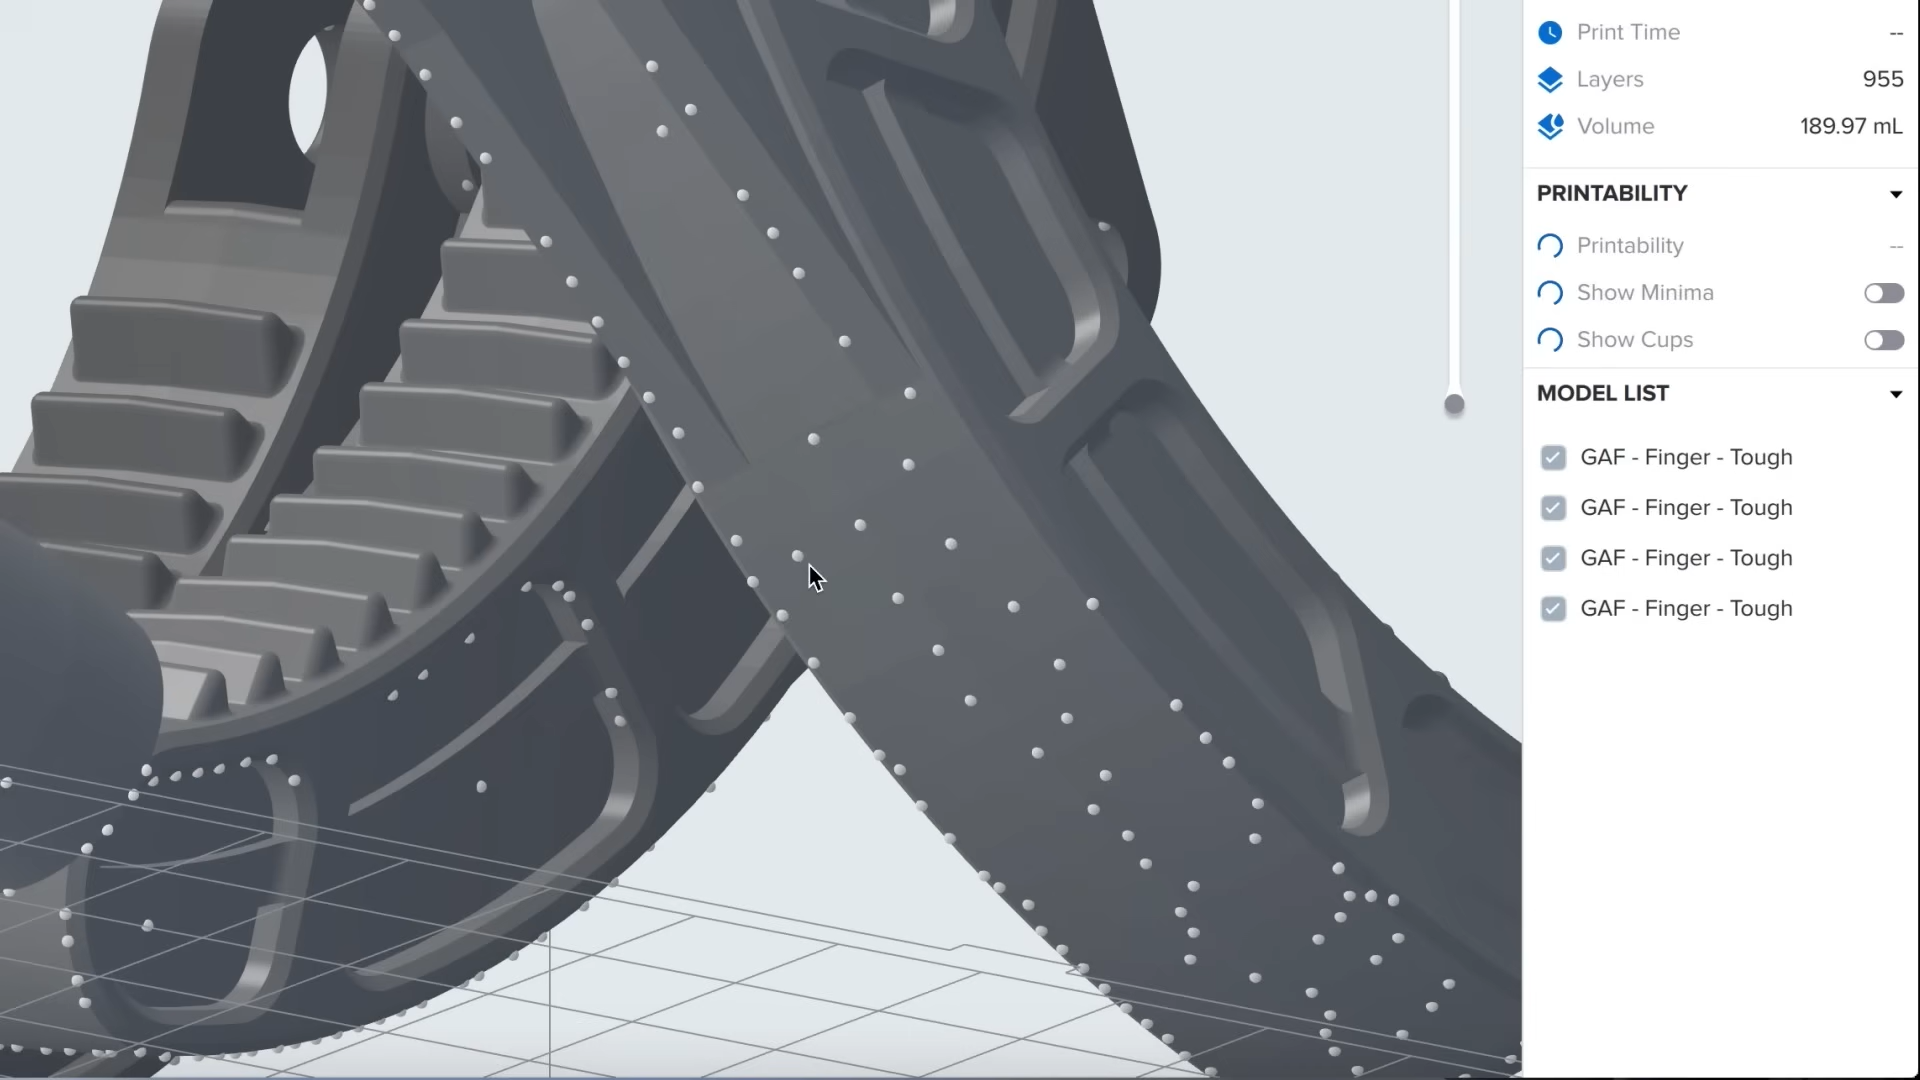 Print Time --
Layers 955
Volume 189.97 mL
PRINTABILITY
Printability --
Show Minima
Show Cups
MODEL LIST
GAF - Finger - Tough
GAF - Finger - Tough
GAF - Finger - Tough
GAF - Finger - Tough